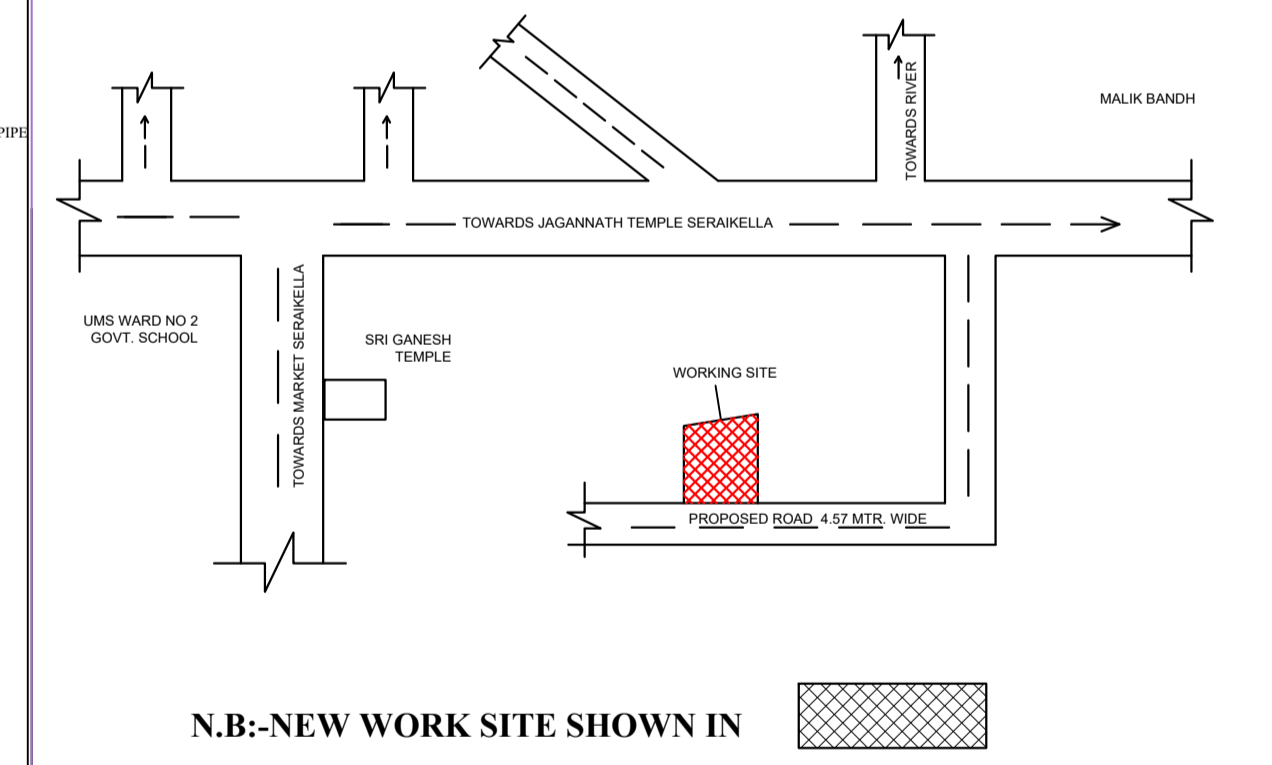 TOWARDS RIVER
MALIK BANDH
PIPE
TOWARDS JAGANNATH TEMPLE SERAIKELLA
UMS WARD NO 2
GOVT. SCHOOL
TOWARDS MARKET SERAIKELLA
SRI GANESH
TEMPLE
WORKING SITE
PROPOSED ROAD 4.57 MTR. WIDE
N.B:-NEW WORK SITE SHOWN IN